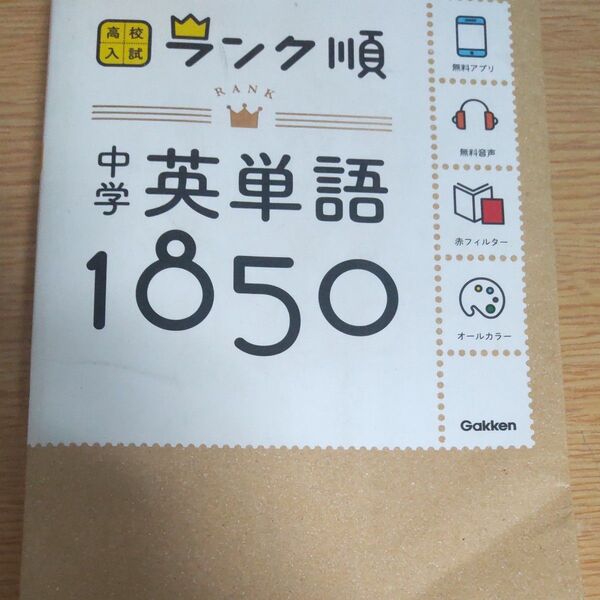 高校
入試
ランク順
RANK
中学
英単語
1850
無料アプリ
無料音声
赤フィルター
オールカラー
Gakken